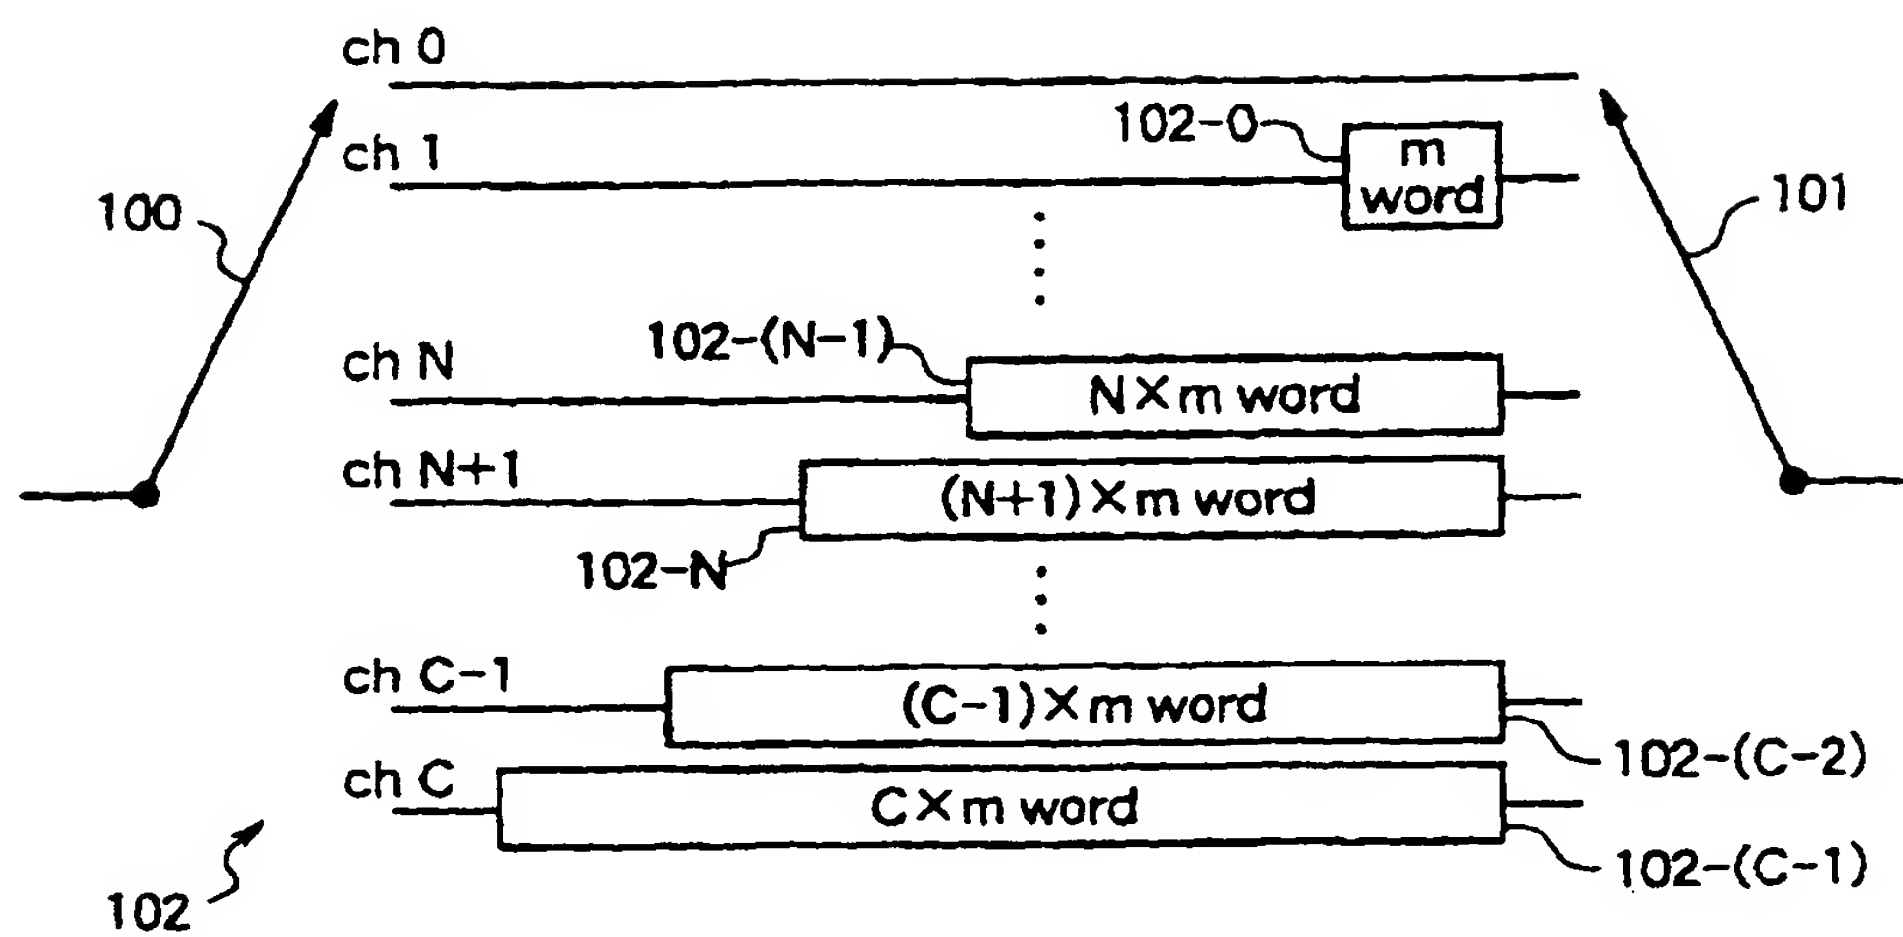 ch 0
102-0
m
word
ch 1
100
101
102-(N-1)
ch N
N×m word
ch N+1
(N+1)×m word
102-N
ch C-1
(C-1)×m word
102-(C-2)
ch C
C×m word
102-(C-1)
102